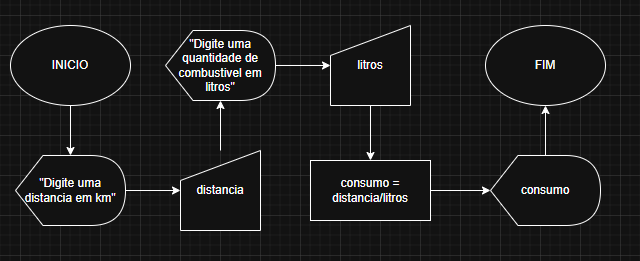 INICIO
"Digite uma
distancia em km"
distancia
"Digite uma
quantidade de
combustivel em
litros"
litros
consumo =
distancia/litros
consumo
FIM